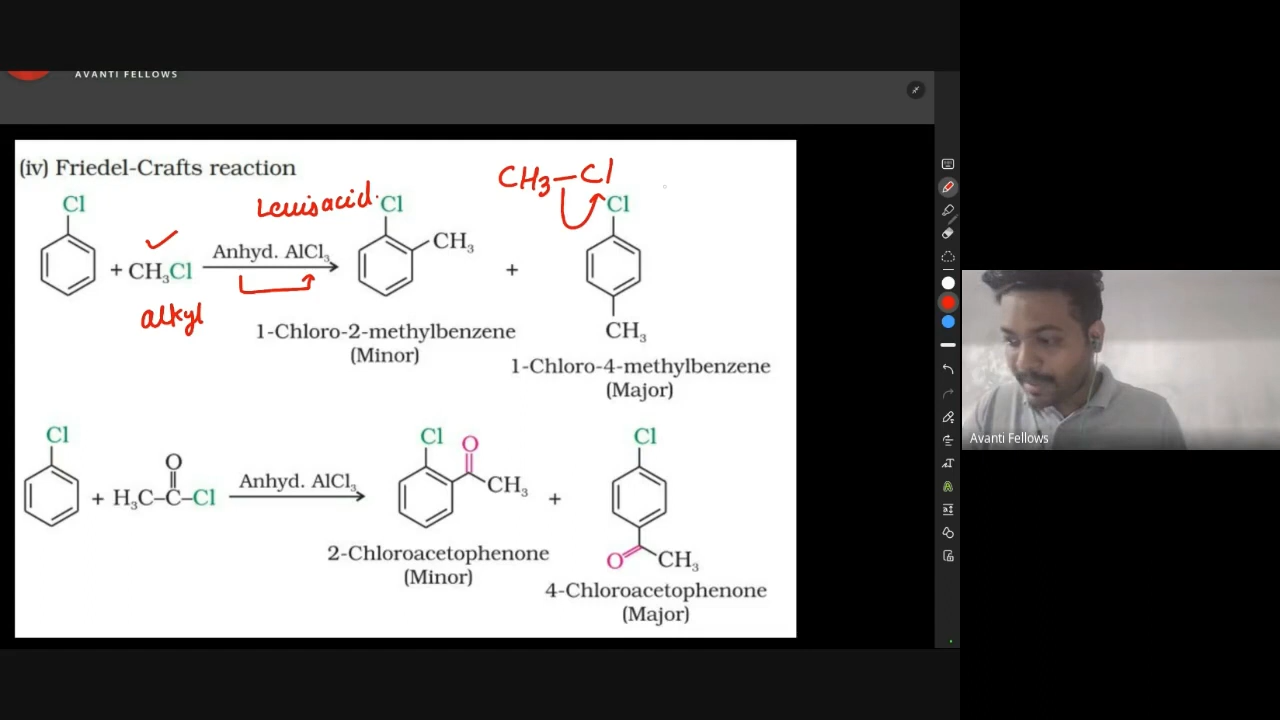 AVANTI FELLOWS
(iv) Friedel-Crafts reaction
CH3-Cl
Lewis acid.
Cl
Cl
Cl
+ CH₃Cl
Anhyd. AlCl₃
CH₃
+
alkyl
CH₃
1-Chloro-2-methylbenzene
(Minor)
1-Chloro-4-methylbenzene
(Major)
Cl
Cl
O
Cl
O
+ H₃C–C–Cl
Anhyd. AlCl₃
CH₃
+
2-Chloroacetophenone
(Minor)
O
CH₃
4-Chloroacetophenone
(Major)
Avanti Fellows